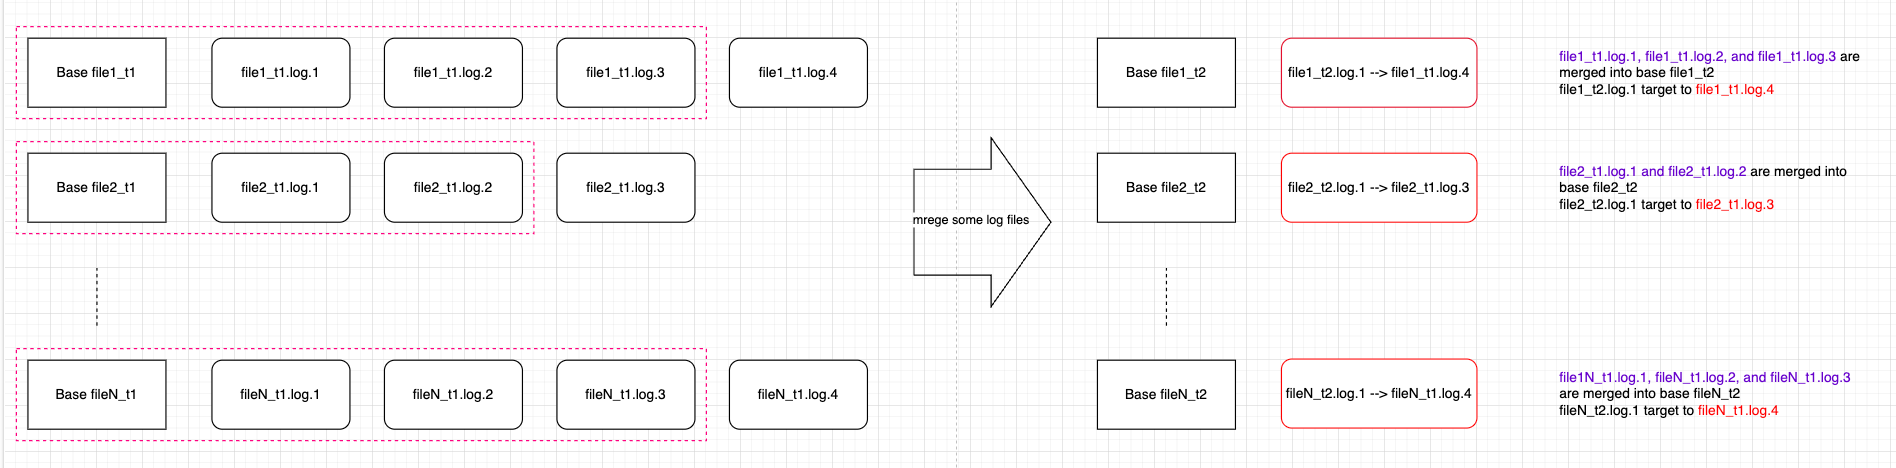 Base file1_t1
file1_t1.log.1
file1_t1.log.2
file1_t1.log.3
file1_t1.log.4
Base file1_t2
file1_t2.log.1 --> file1_t1.log.4
file1_t1.log.1, file1_t1.log.2, and file1_t1.log.3 are
merged into base file1_t2
file1_t2.log.1 target to file1_t1.log.4
Base file2_t1
file2_t1.log.1
file2_t1.log.2
file2_t1.log.3
Base file2_t2
file2_t2.log.1 --> file2_t1.log.3
file2_t1.log.1 and file2_t1.log.2 are merged into
base file2_t2
file2_t2.log.1 target to file2_t1.log.3
mrege some log files
Base fileN_t1
fileN_t1.log.1
fileN_t1.log.2
fileN_t1.log.3
fileN_t1.log.4
Base fileN_t2
fileN_t2.log.1 --> fileN_t1.log.4
file1N_t1.log.1, fileN_t1.log.2, and fileN_t1.log.3
are merged into base fileN_t2
fileN_t2.log.1 target to fileN_t1.log.4